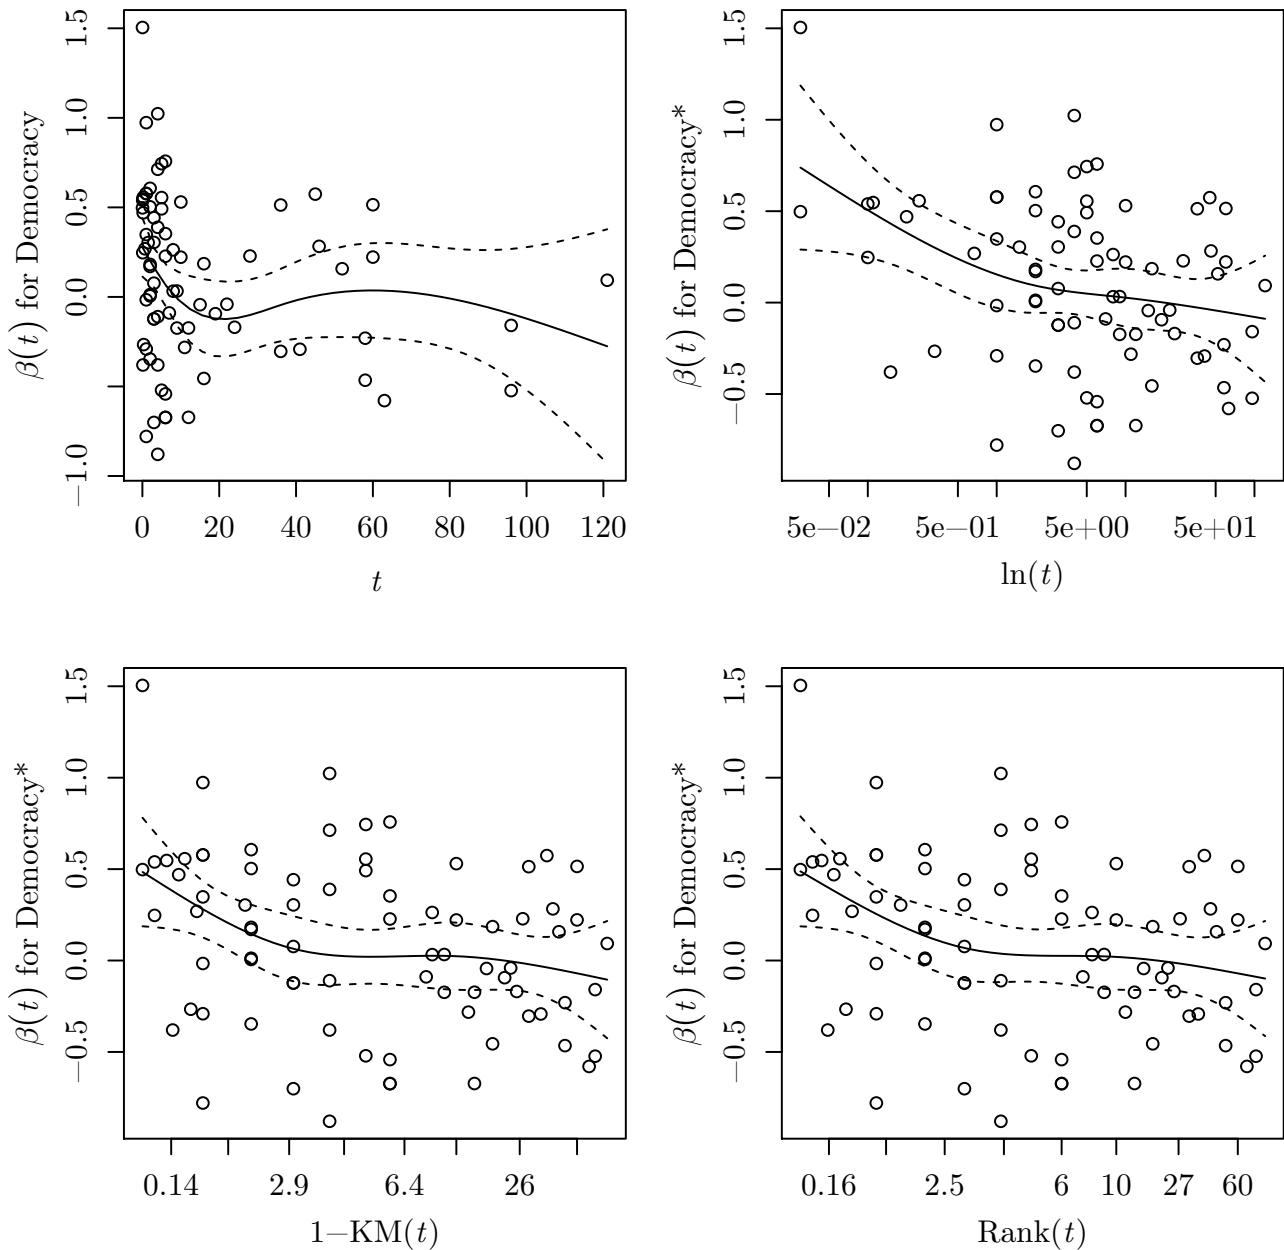 β(t) for Democracy
1.5
1.0
0.5
0.0
−1.0
0 20 40 60 80 100 120
t
β(t) for Democracy*
1.5
1.0
0.5
0.0
−0.5
5e−02 5e−01 5e+00 5e+01
ln(t)
β(t) for Democracy*
1.5
1.0
0.5
0.0
−0.5
0.14 2.9 6.4 26
1−KM(t)
β(t) for Democracy*
1.5
1.0
0.5
0.0
−0.5
0.16 2.5 6 10 27 60
Rank(t)